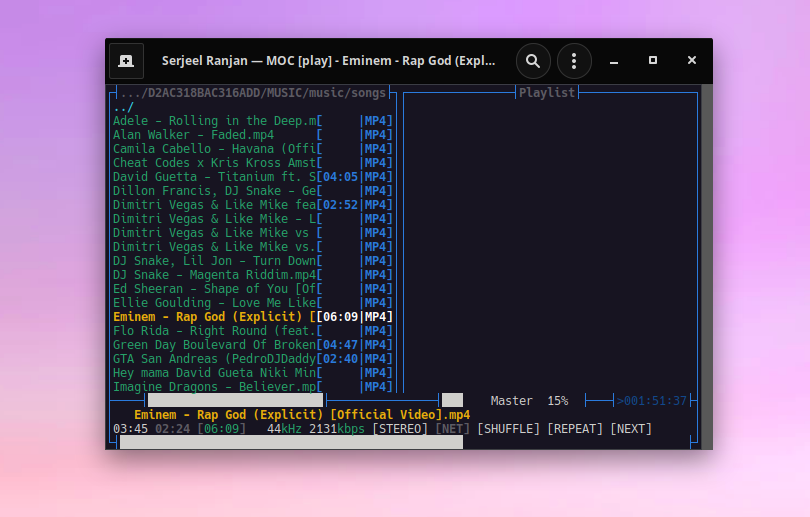 Serjeel Ranjan — MOC [play] - Eminem - Rap God (Expl…
.../D2AC318BAC316ADD/MUSIC/music/songs
Playlist
../
Adele - Rolling in the Deep.m[ |MP4]
Alan Walker - Faded.mp4 [ |MP4]
Camila Cabello - Havana (Offi[ |MP4]
Cheat Codes x Kris Kross Amst[ |MP4]
David Guetta - Titanium ft. S[04:05|MP4]
Dillon Francis, DJ Snake - Ge[ |MP4]
Dimitri Vegas & Like Mike fea[02:52|MP4]
Dimitri Vegas & Like Mike - L[ |MP4]
Dimitri Vegas & Like Mike vs [ |MP4]
Dimitri Vegas & Like Mike vs.[ |MP4]
DJ Snake, Lil Jon - Turn Down[ |MP4]
DJ Snake - Magenta Riddim.mp4[ |MP4]
Ed Sheeran - Shape of You [Of[ |MP4]
Ellie Goulding - Love Me Like[ |MP4]
Eminem - Rap God (Explicit) [[06:09|MP4]
Flo Rida - Right Round (feat.[ |MP4]
Green Day Boulevard Of Broken[04:47|MP4]
GTA San Andreas (PedroDJDaddy[02:40|MP4]
Hey mama David Gueta Niki Min[ |MP4]
Imagine Dragons - Believer.mp[ |MP4]
Master 15% >001:51:37
Eminem - Rap God (Explicit) [Official Video].mp4
03:45 02:24 [06:09] 44kHz 2131kbps [STEREO] [NET] [SHUFFLE] [REPEAT] [NEXT]